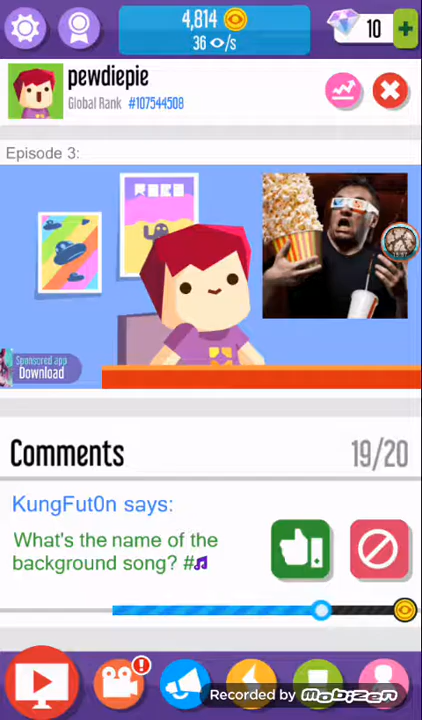 4,814
36 /s
10 +
pewdiepie
Global Rank #107544508
Episode 3:
Sponsored app
Download
Comments 19/20
KungFut0n says:
What's the name of the
background song? #
Recorded by mobizen